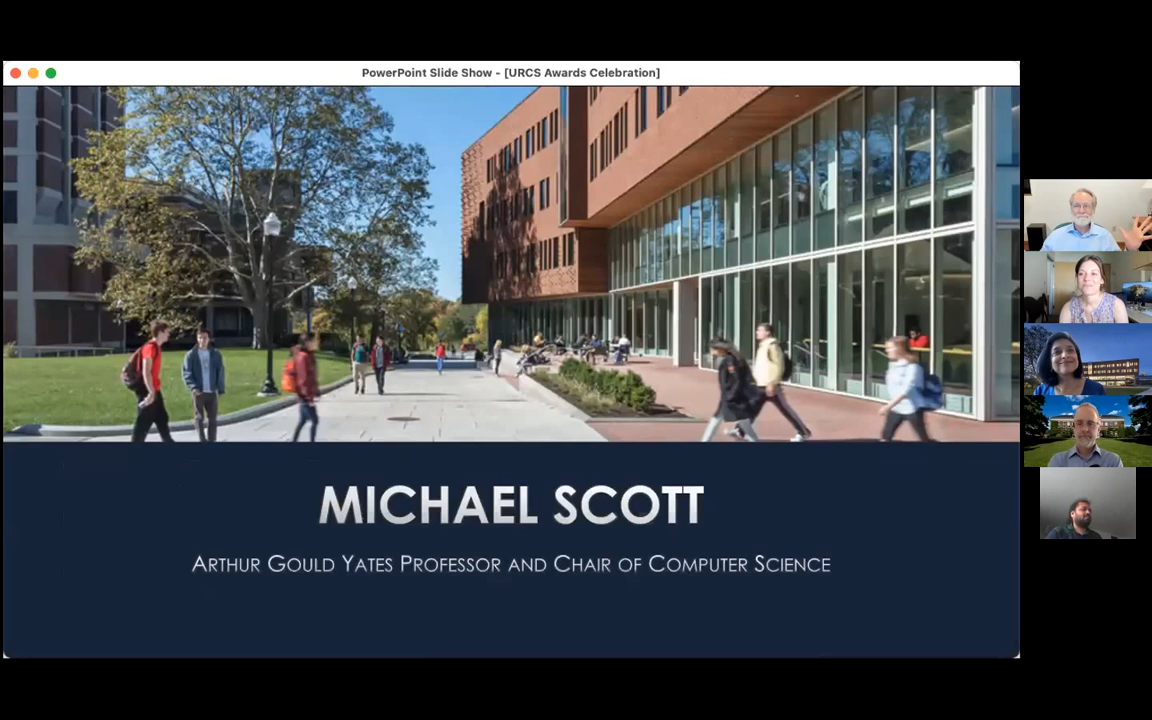 PowerPoint Slide Show - [URCS Awards Celebration]
MICHAEL SCOTT
ARTHUR GOULD YATES PROFESSOR AND CHAIR OF COMPUTER SCIENCE